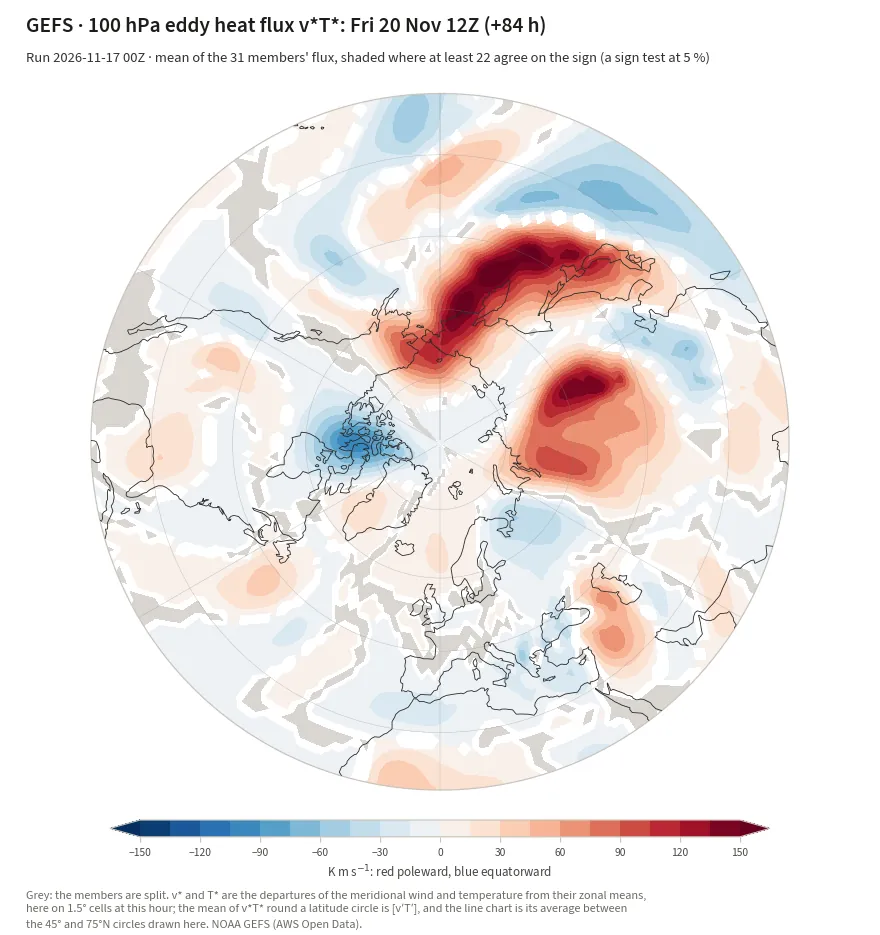 GEFS · 100 hPa eddy heat flux v*T*: Fri 20 Nov 12Z (+84 h)
Run 2026-11-17 00Z · mean of the 31 members' flux, shaded where at least 22 agree on the sign (a sign test at 5 %)
−150 −120 −90 −60 −30 0 30 60 90 120 150
K m s⁻¹: red poleward, blue equatorward
Grey: the members are split. v* and T* are the departures of the meridional wind and temperature from their zonal means,
here on 1.5° cells at this hour; the mean of v*T* round a latitude circle is [v′T′], and the line chart is its average between
the 45° and 75°N circles drawn here. NOAA GEFS (AWS Open Data).